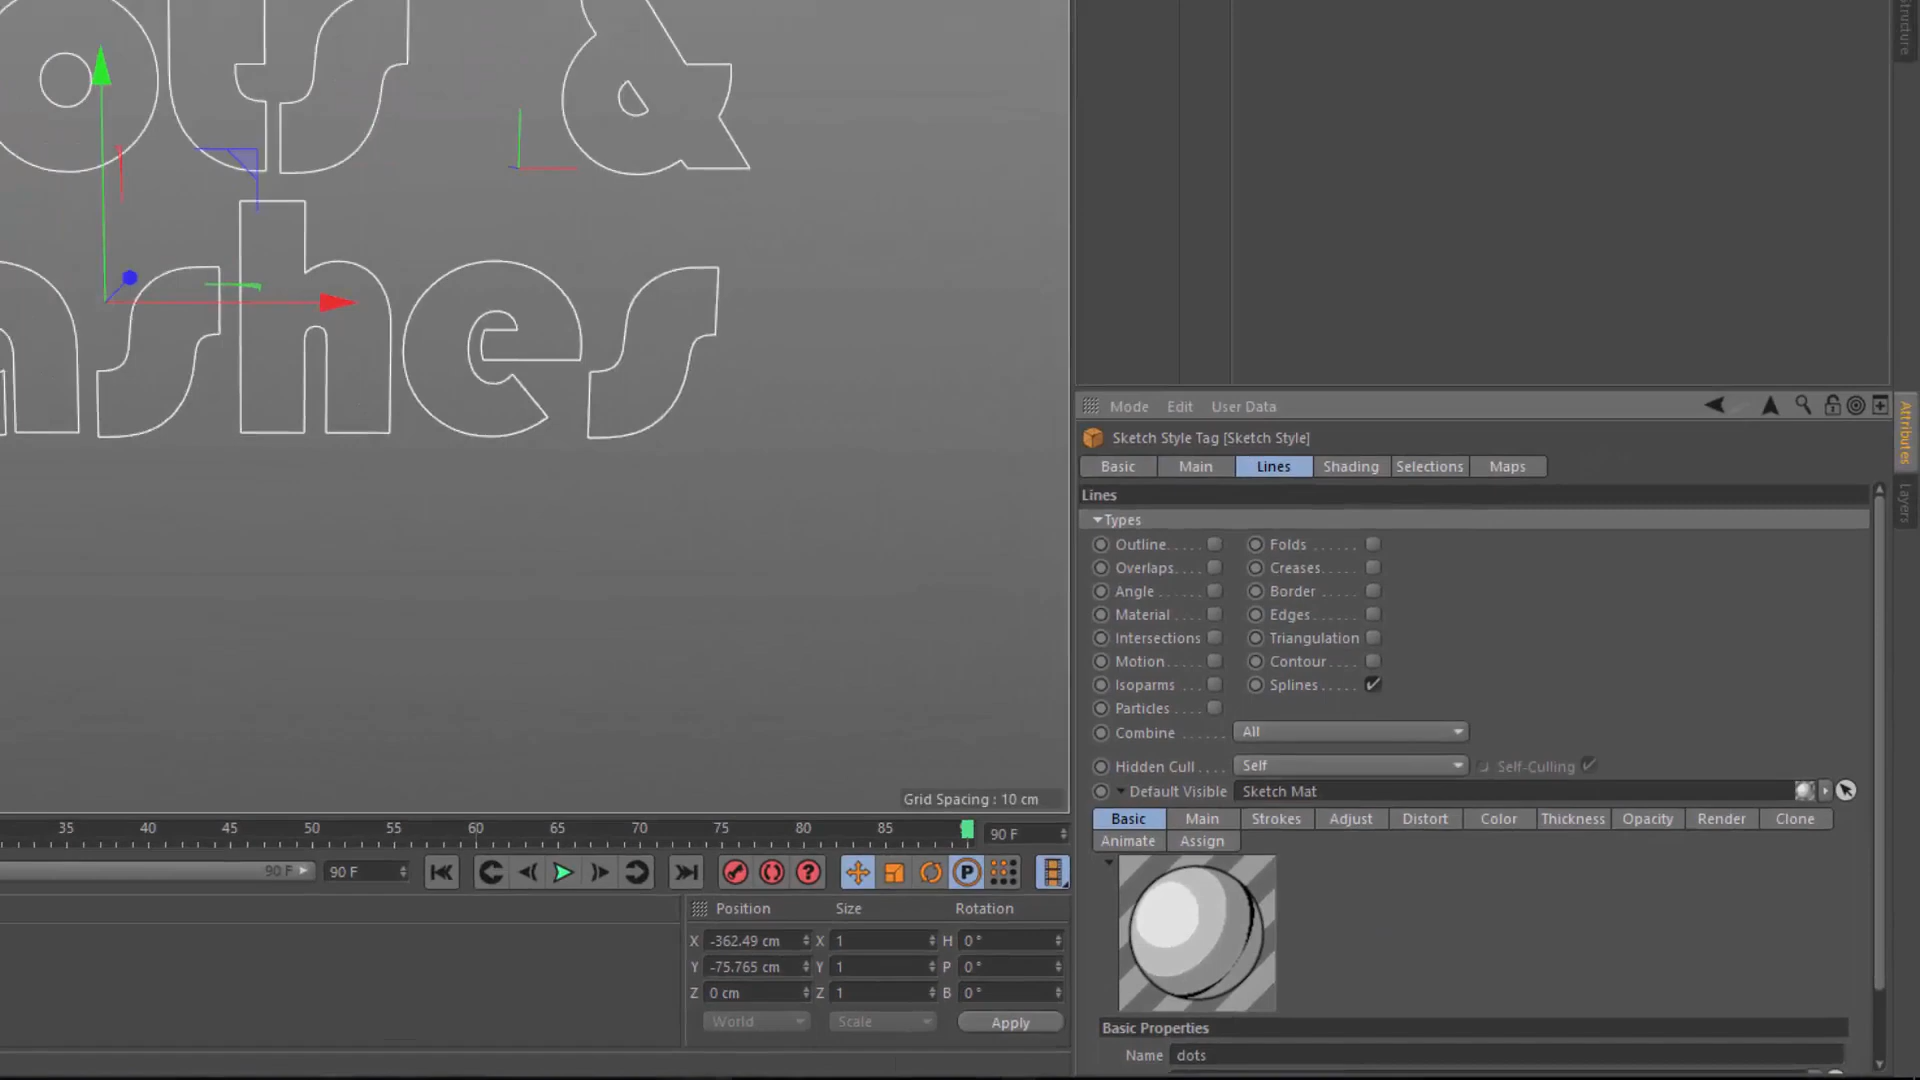 ots &
shes
Structure
Mode Edit User Data
Attributes
Layers
Sketch Style Tag [Sketch Style]
Basic Main Lines Shading Selections Maps
Lines
Types
Outline Folds
Overlaps Creases
Angle Border
Material Edges
Intersections Triangulation
Motion Contour
Isoparms Splines
Particles
Combine All
Hidden Cull Self Self-Culling
Default Visible Sketch Mat
Basic Main Strokes Adjust Distort Color Thickness Opacity Render Clone
Animate Assign
Basic Properties
Name dots
Grid Spacing : 10 cm
35 40 45 50 55 60 65 70 75 80 85 90 F
90 F 90 F P
Position Size Rotation
X -362.49 cm X 1 H 0 °
Y -75.765 cm Y 1 P 0 °
Z 0 cm Z 1 B 0 °
World Scale Apply